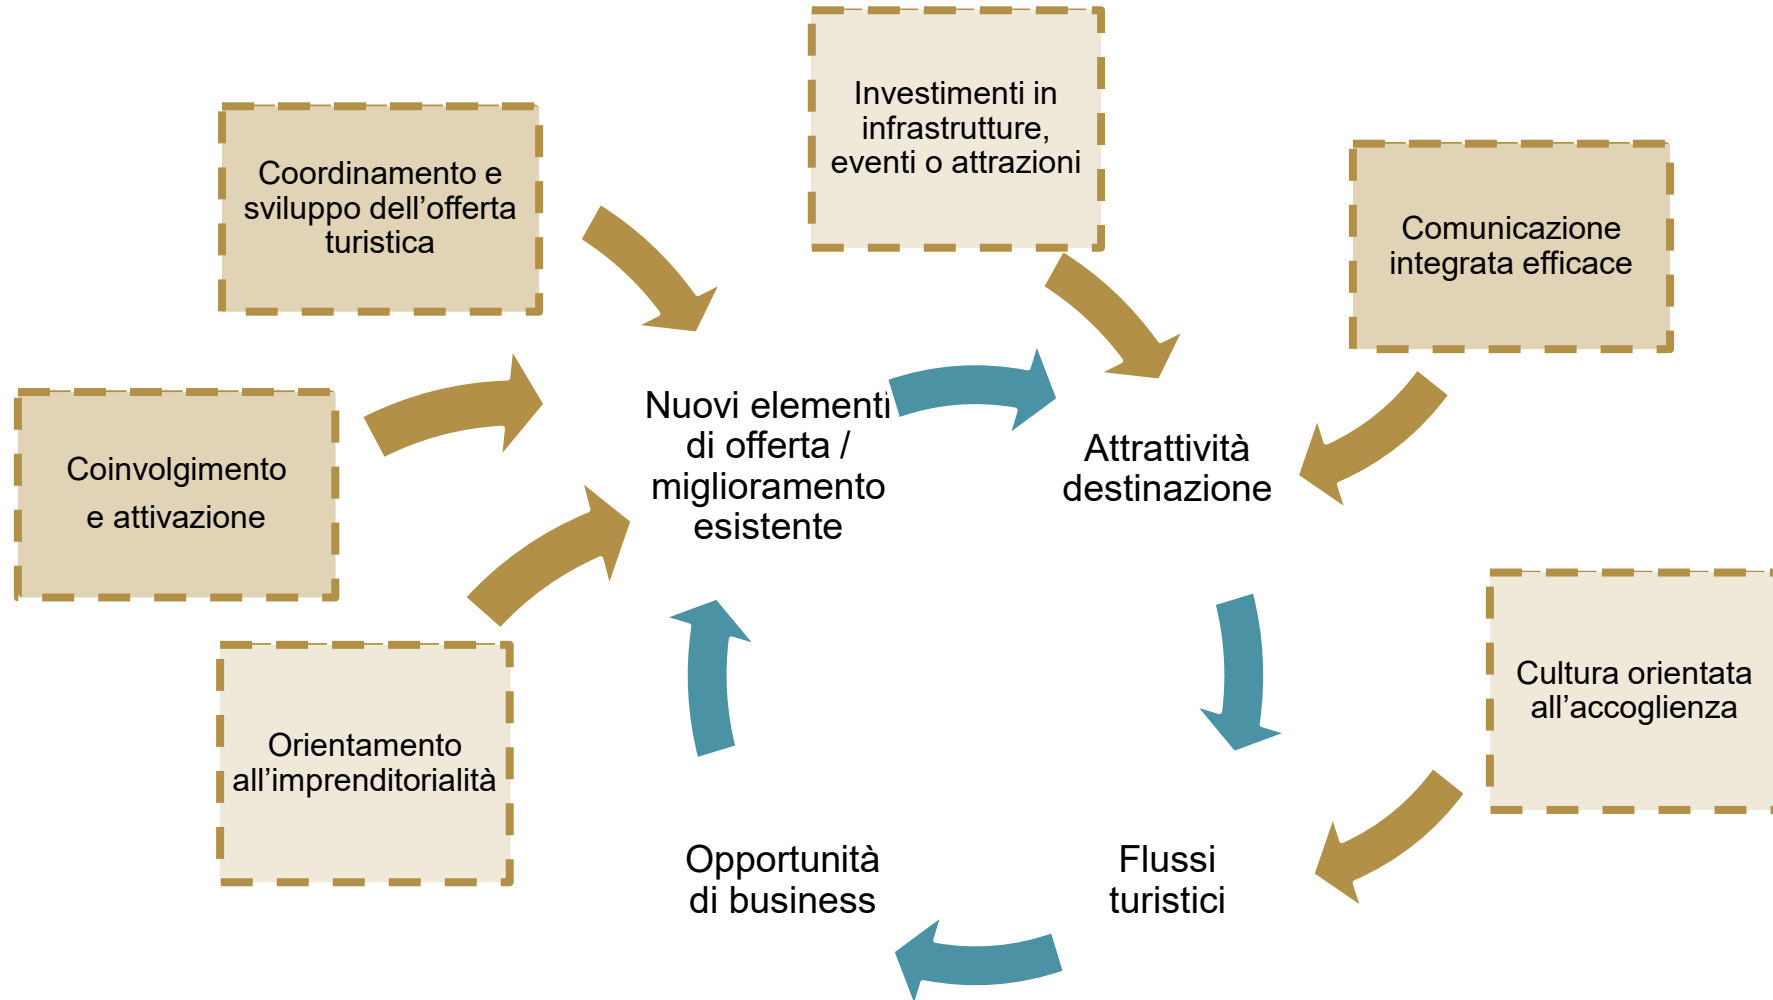 Investimenti in
infrastrutture,
eventi o attrazioni
Coordinamento e
sviluppo dell’offerta
turistica
Comunicazione
integrata efficace
Coinvolgimento
e attivazione
Nuovi elementi
di offerta /
miglioramento
esistente
Attrattività
destinazione
Orientamento
all’imprenditorialità
Cultura orientata
all’accoglienza
Opportunità
di business
Flussi
turistici